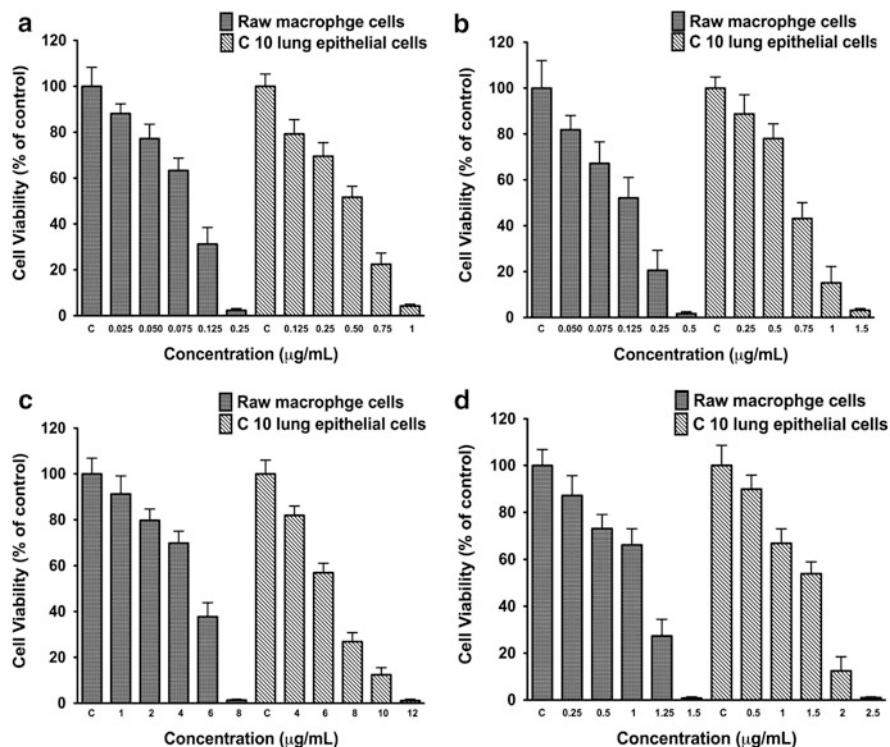 a
Raw macrophge cells
C 10 lung epithelial cells
Cell Viability (% of control)
120
100
80
60
40
20
0
C 0.025 0.050 0.075 0.125 0.25 C 0.125 0.25 0.50 0.75 1
Concentration (μg/mL)
b
Raw macrophge cells
C 10 lung epithelial cells
Cell Viability (% of control)
120
100
80
60
40
20
0
C 0.050 0.075 0.125 0.25 0.5 C 0.25 0.5 0.75 1 1.5
Concentration (μg/mL)
c
Raw macrophge cells
C 10 lung epithelial cells
Cell Viability (% of control)
120
100
80
60
40
20
0
C 1 2 4 6 8 C 4 6 8 10 12
Concentration (μg/mL)
d
Raw macrophge cells
C 10 lung epithelial cells
Cell Viability (% of control)
120
100
80
60
40
20
0
C 0.25 0.5 1 1.25 1.5 C 0.5 1 1.5 2 2.5
Concentration (μg/mL)